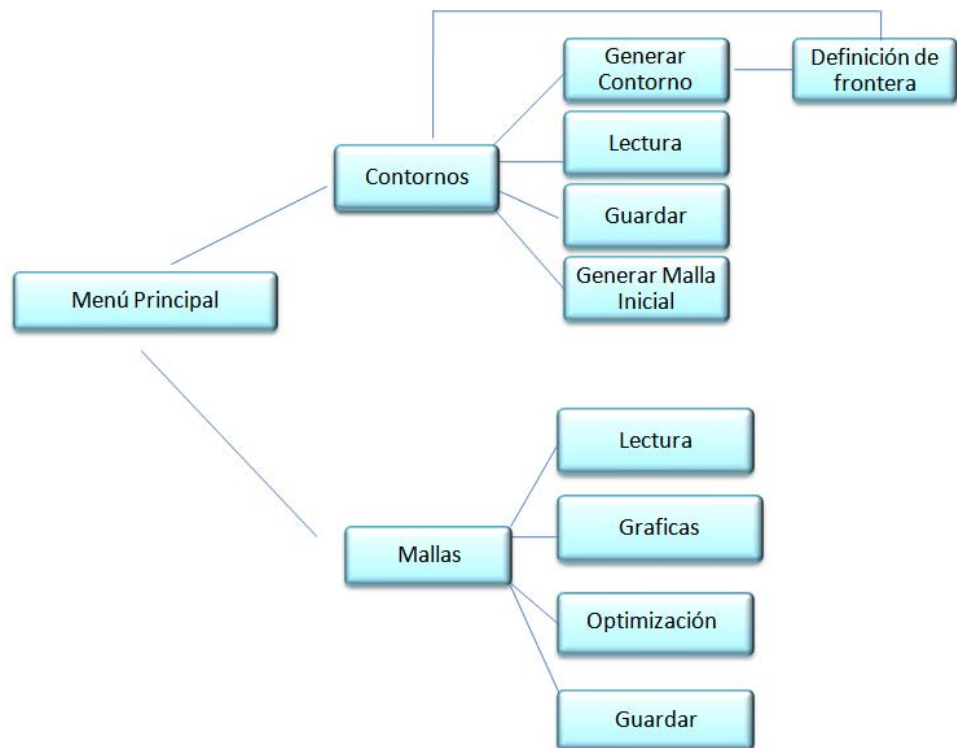 Generar
Contorno
Definición de
frontera
Lectura
Contornos
Guardar
Generar Malla
Inicial
Menú Principal
Lectura
Graficas
Mallas
Optimización
Guardar